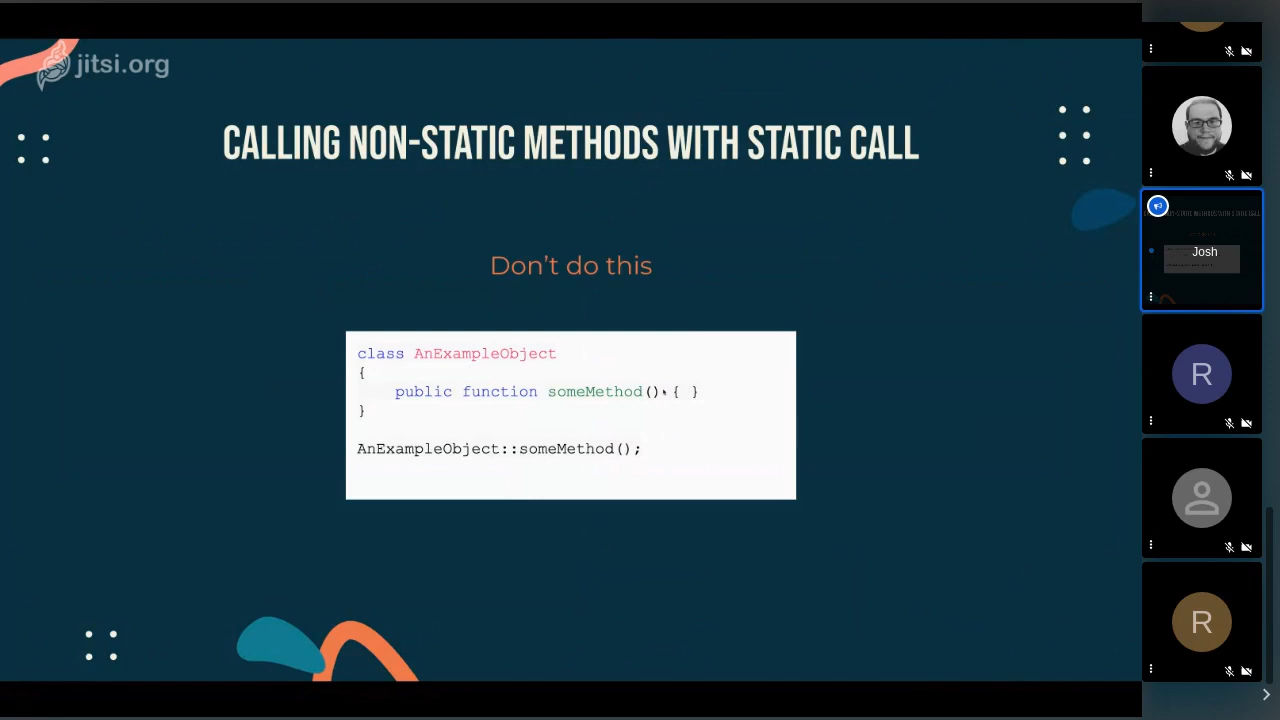 jitsi.org
CALLING NON-STATIC METHODS WITH STATIC CALL
Don't do this
class AnExampleObject
{
    public function someMethod() { }
}
AnExampleObject::someMethod();
Josh
R
R